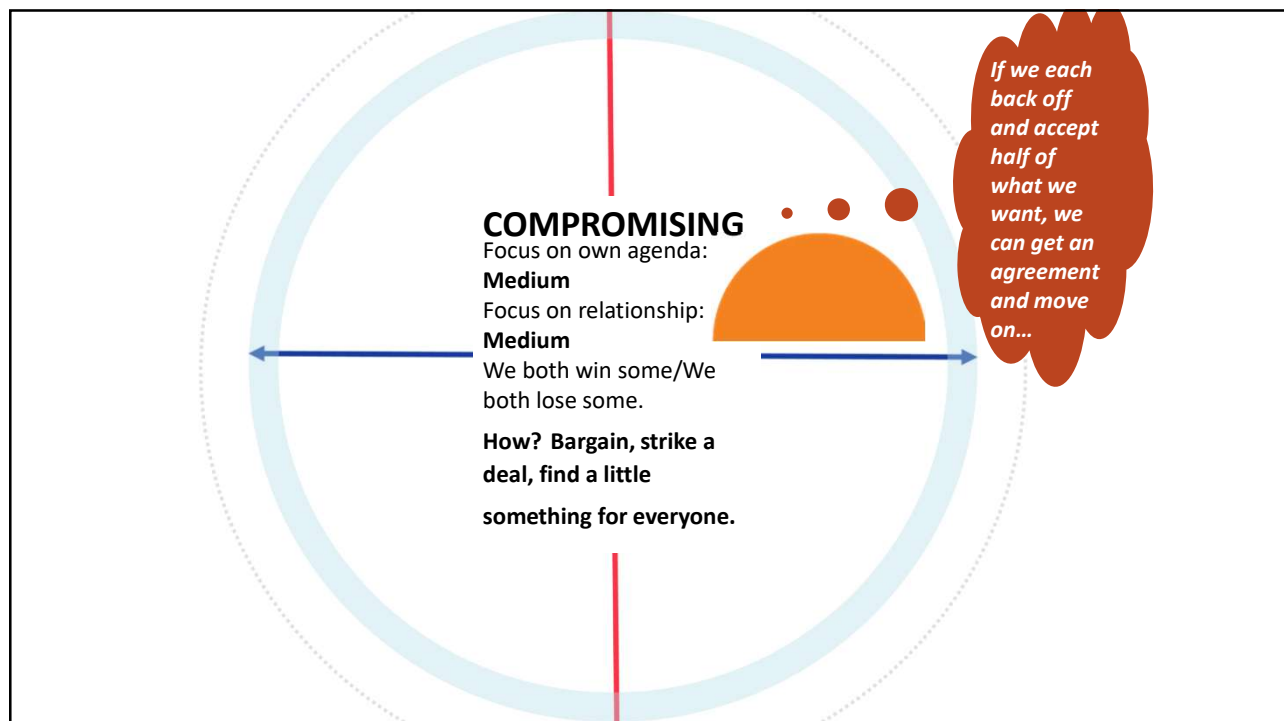 COMPROMISING
Focus on own agenda:
Medium
Focus on relationship:
Medium
We both win some/We
both lose some.
How? Bargain, strike a
deal, find a little
something for everyone.
If we each
back off
and accept
half of
what we
want, we
can get an
agreement
and move
on…